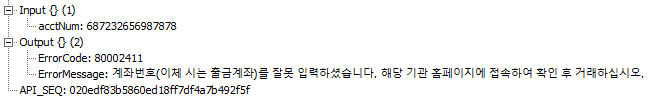 Input {} (1)
acctNum: 687232656987878
Output {} (2)
ErrorCode: 80002411
ErrorMessage: 계좌번호(이체 시는 출금계좌)를 잘못 입력하셨습니다. 해당 기관 홈페이지에 접속하여 확인 후 거래하십시오.
API_SEQ: 020edf83b5860ed18ff7df4a7b492f5f